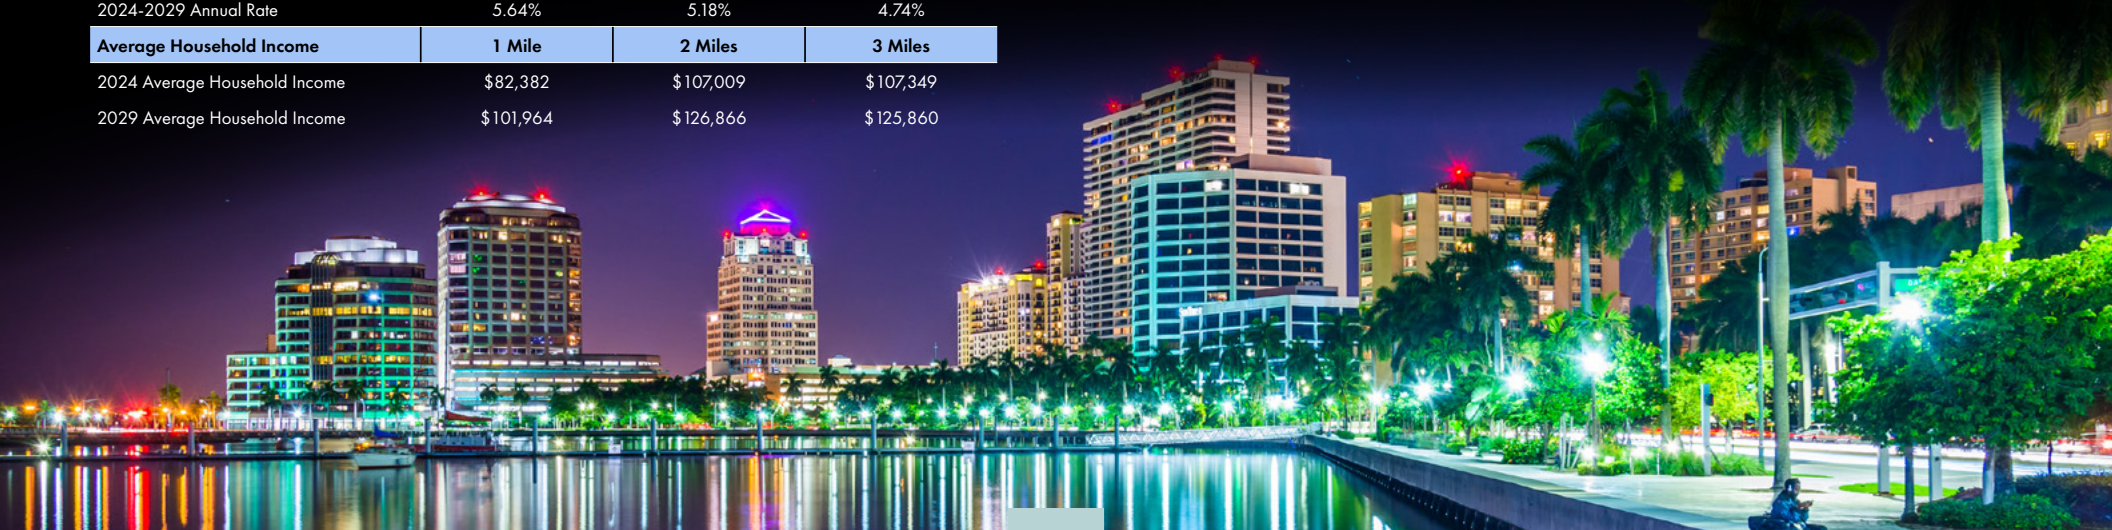 2024-2029 Annual Rate 5.64% 5.18% 4.74%
Average Household Income 1 Mile 2 Miles 3 Miles
2024 Average Household Income $82,382 $107,009 $107,349
2029 Average Household Income $101,964 $126,866 $125,860